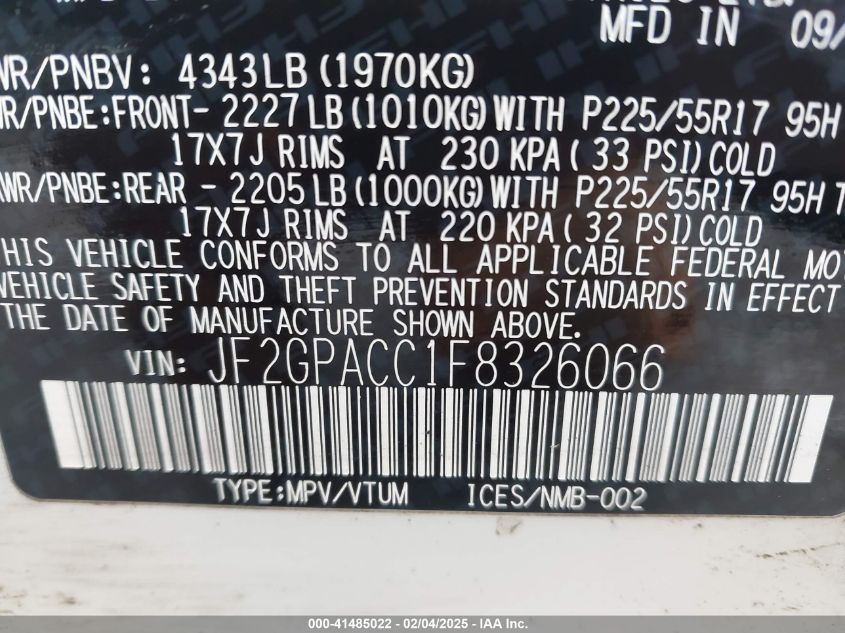 MFD IN 09/
WR/PNBV: 4343LB (1970KG)
WR/PNBE:FRONT- 2227 LB (1010KG) WITH P225/55R17 95H
17X7J RIMS AT 230 KPA ( 33 PSI) COLD
AWR/PNBE:REAR - 2205 LB (1000KG) WITH P225/55R17 95H T
17X7J RIMS AT 220 KPA ( 32 PSI) COLD
THIS VEHICLE CONFORMS TO ALL APPLICABLE FEDERAL MOT
VEHICLE SAFETY AND THEFT PREVENTION STANDARDS IN EFFECT
THE DATE OF MANUFACTURE SHOWN ABOVE.
VIN: JF2GPACC1F8326066
TYPE:MPV/VTUM ICES/NMB-002
000-41485022 - 02/04/2025 - IAA Inc.